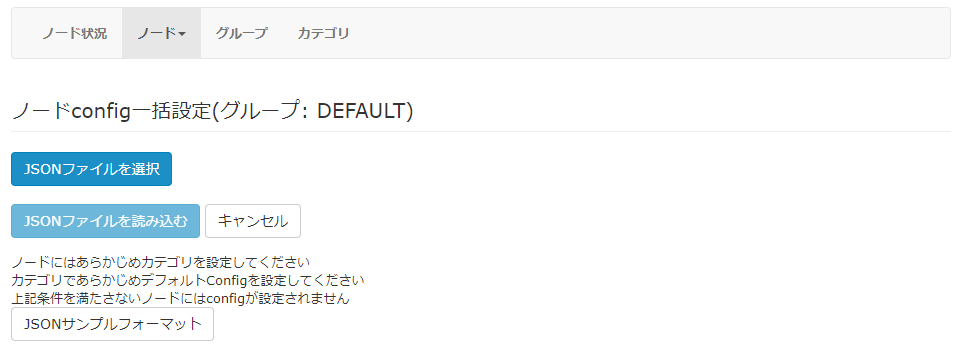 ノード状況 ノード グループ カテゴリ
ノードconfig一括設定(グループ: DEFAULT)
JSONファイルを選択
JSONファイルを読み込む キャンセル
ノードにはあらかじめカテゴリを設定してください
カテゴリであらかじめデフォルトConfigを設定してください
上記条件を満たさないノードにはconfigが設定されません
JSONサンプルフォーマット